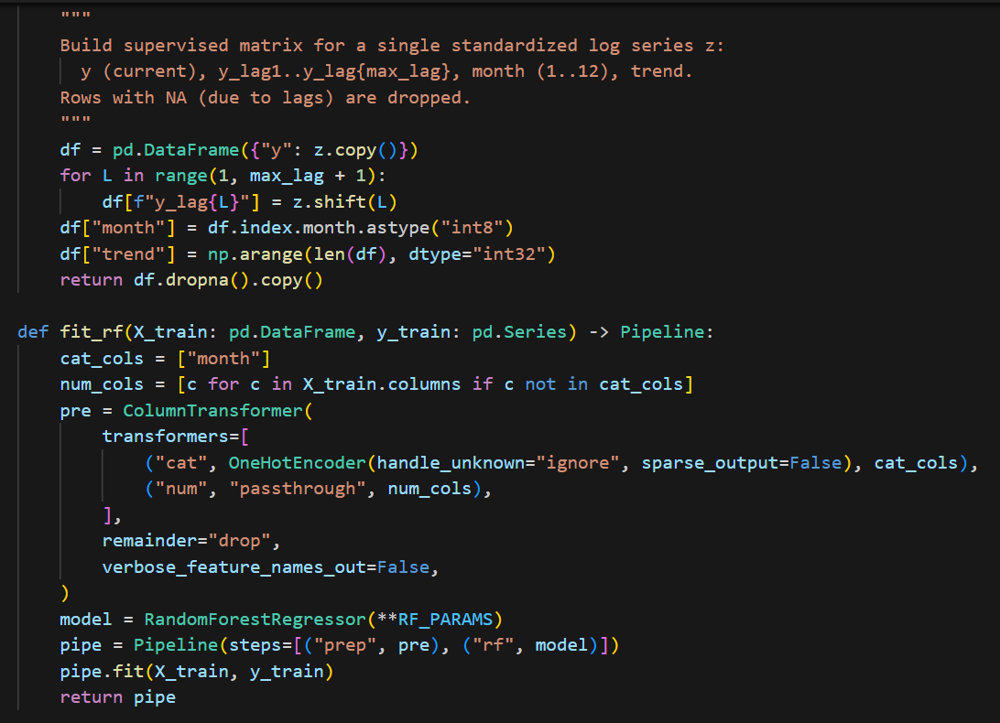 """
    Build supervised matrix for a single standardized log series z:
      y (current), y_lag1..y_lag{max_lag}, month (1..12), trend.
    Rows with NA (due to lags) are dropped.
    """
    df = pd.DataFrame({"y": z.copy()})
    for L in range(1, max_lag + 1):
        df[f"y_lag{L}"] = z.shift(L)
    df["month"] = df.index.month.astype("int8")
    df["trend"] = np.arange(len(df), dtype="int32")
    return df.dropna().copy()

def fit_rf(X_train: pd.DataFrame, y_train: pd.Series) -> Pipeline:
    cat_cols = ["month"]
    num_cols = [c for c in X_train.columns if c not in cat_cols]
    pre = ColumnTransformer(
        transformers=[
            ("cat", OneHotEncoder(handle_unknown="ignore", sparse_output=False), cat_cols),
            ("num", "passthrough", num_cols),
        ],
        remainder="drop",
        verbose_feature_names_out=False,
    )
    model = RandomForestRegressor(**RF_PARAMS)
    pipe = Pipeline(steps=[("prep", pre), ("rf", model)])
    pipe.fit(X_train, y_train)
    return pipe